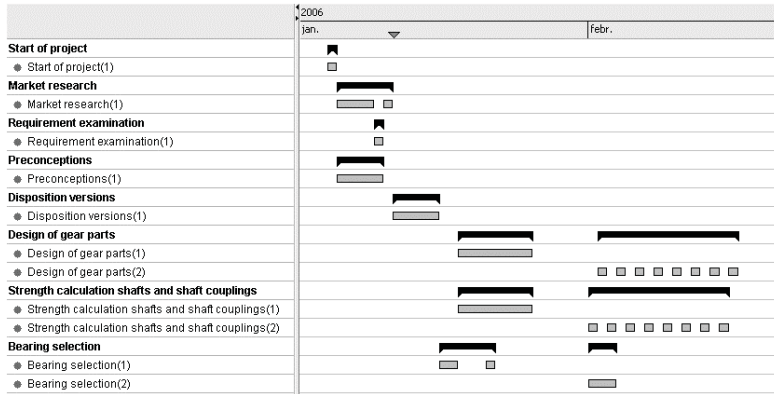 2006
jan.
febr.
Start of project
Start of project(1)
Market research
Market research(1)
Requirement examination
Requirement examination(1)
Preconceptions
Preconceptions(1)
Disposition versions
Disposition versions(1)
Design of gear parts
Design of gear parts(1)
Design of gear parts(2)
Strength calculation shafts and shaft couplings
Strength calculation shafts and shaft couplings(1)
Strength calculation shafts and shaft couplings(2)
Bearing selection
Bearing selection(1)
Bearing selection(2)